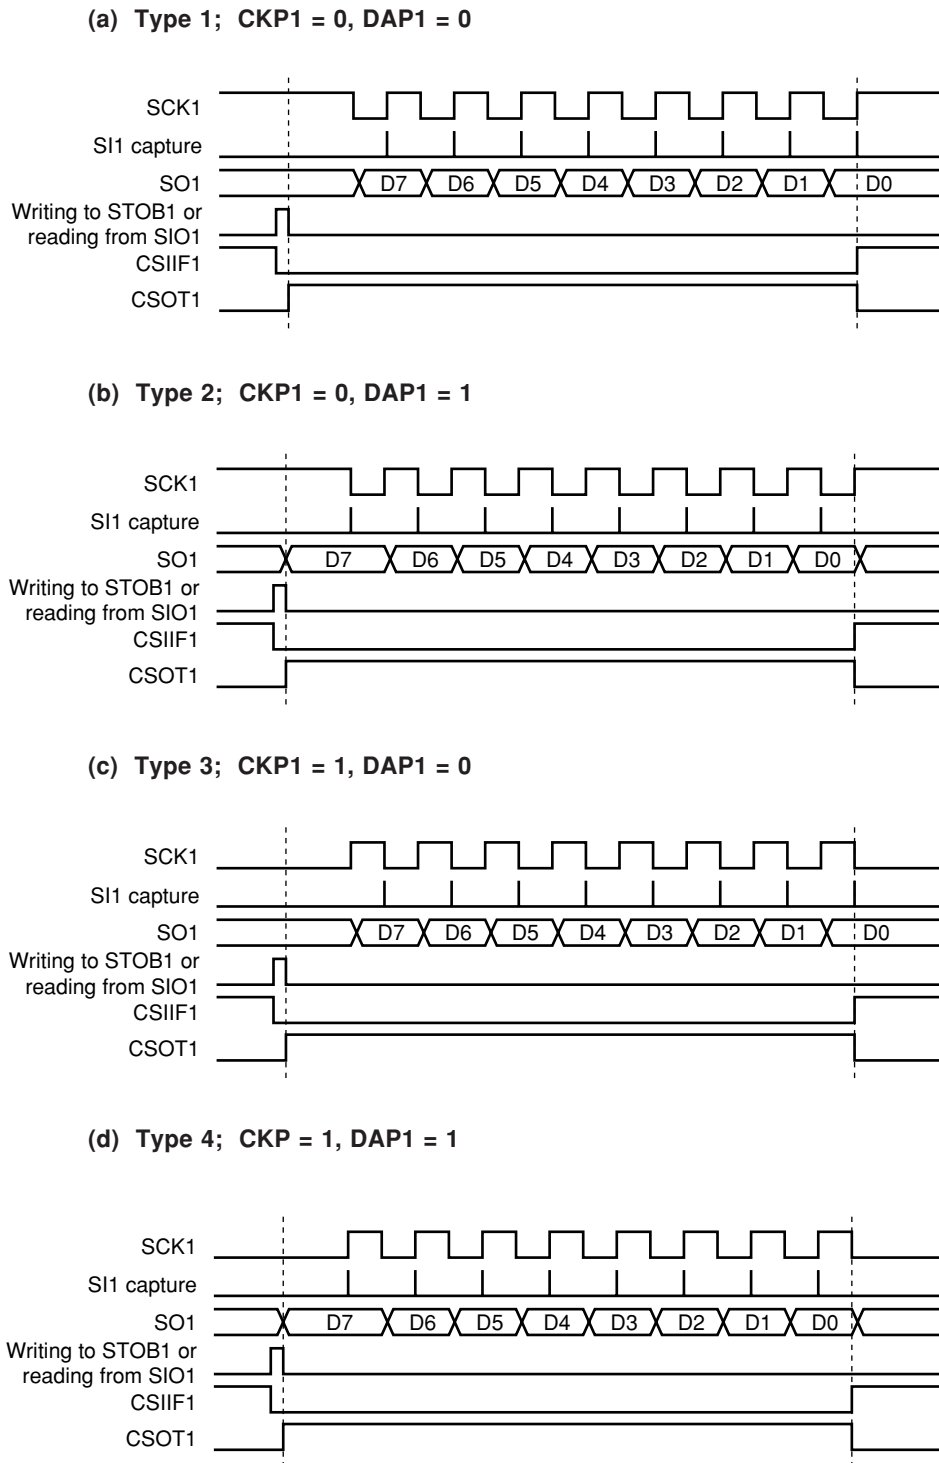 (a) Type 1; CKP1 = 0, DAP1 = 0
SCK1
SI1 capture
SO1 D7 D6 D5 D4 D3 D2 D1 D0
Writing to STOB1 or
reading from SIO1
CSIIF1
CSOT1
(b) Type 2; CKP1 = 0, DAP1 = 1
SCK1
SI1 capture
SO1 D7 D6 D5 D4 D3 D2 D1 D0
Writing to STOB1 or
reading from SIO1
CSIIF1
CSOT1
(c) Type 3; CKP1 = 1, DAP1 = 0
SCK1
SI1 capture
SO1 D7 D6 D5 D4 D3 D2 D1 D0
Writing to STOB1 or
reading from SIO1
CSIIF1
CSOT1
(d) Type 4; CKP = 1, DAP1 = 1
SCK1
SI1 capture
SO1 D7 D6 D5 D4 D3 D2 D1 D0
Writing to STOB1 or
reading from SIO1
CSIIF1
CSOT1